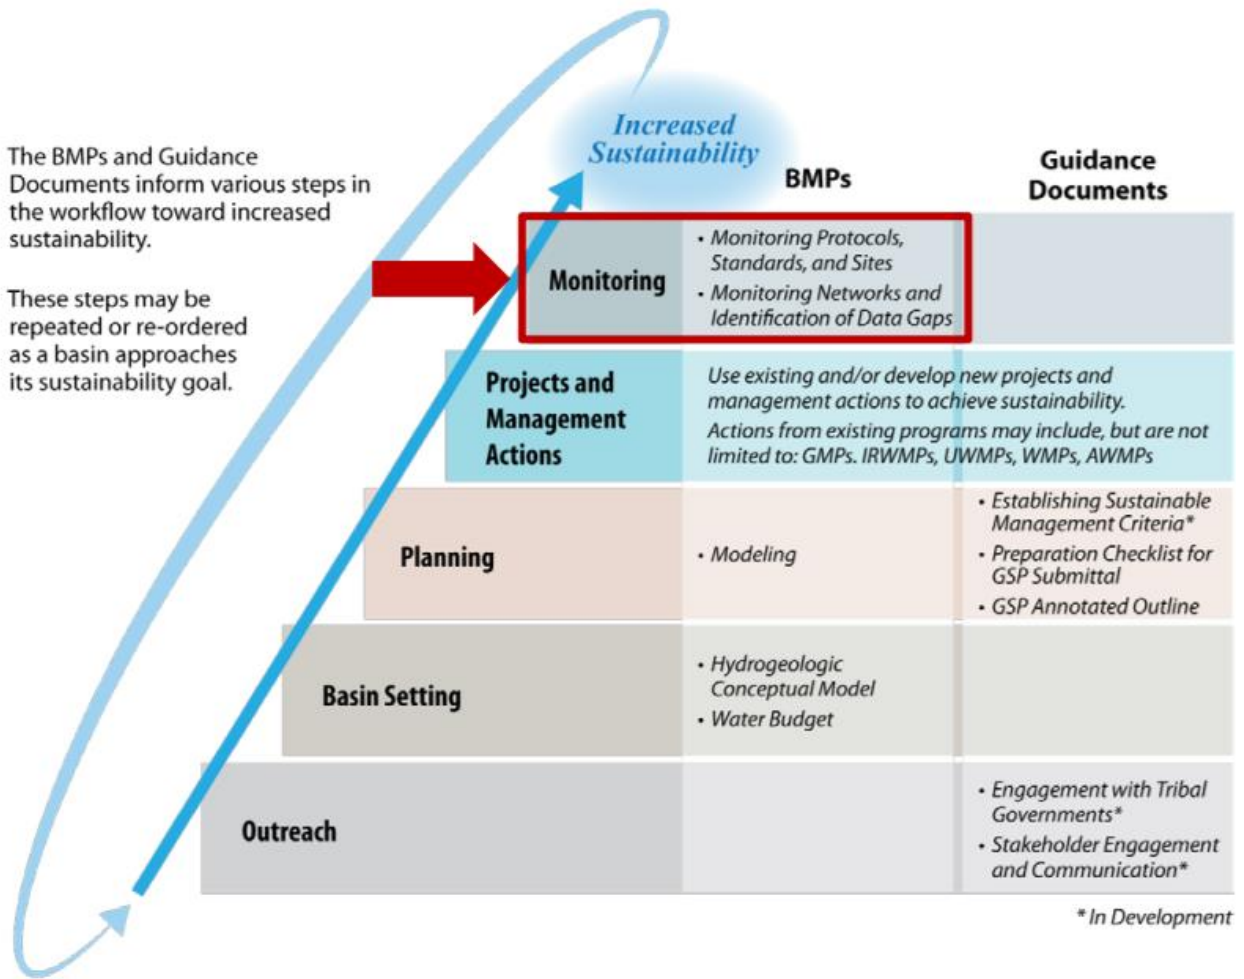 Increased
Sustainability
The BMPs and Guidance
Documents inform various steps in
the workflow toward increased
sustainability.
These steps may be
repeated or re-ordered
as a basin approaches
its sustainability goal.
BMPs
Guidance
Documents
Monitoring
• Monitoring Protocols,
Standards, and Sites
• Monitoring Networks and
Identification of Data Gaps
Projects and
Management
Actions
Use existing and/or develop new projects and
management actions to achieve sustainability.
Actions from existing programs may include, but are not
limited to: GMPs. IRWMPs, UWMPs, WMPs, AWMPs
Planning
• Modeling
• Establishing Sustainable
Management Criteria*
• Preparation Checklist for
GSP Submittal
• GSP Annotated Outline
Basin Setting
• Hydrogeologic
Conceptual Model
• Water Budget
Outreach
• Engagement with Tribal
Governments*
• Stakeholder Engagement
and Communication*
* In Development